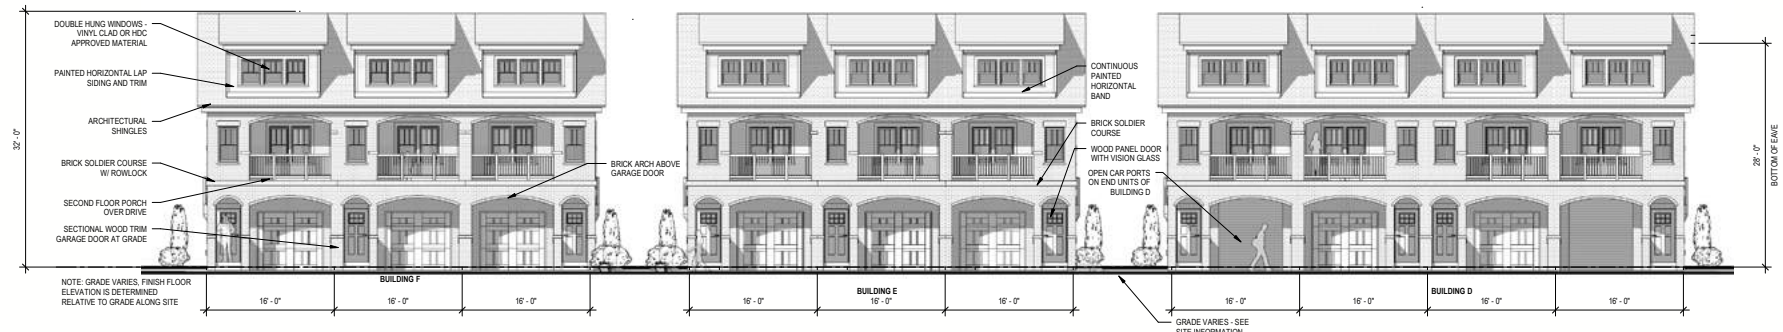 DOUBLE HUNG WINDOWS -
VINYL CLAD OR HDC
APPROVED MATERIAL
PAINTED HORIZONTAL LAP
SIDING AND TRIM
ARCHITECTURAL
SHINGLES
32' - 0"
BRICK SOLDIER COURSE
W/ ROWLOCK
SECOND FLOOR PORCH
OVER DRIVE
SECTIONAL WOOD TRIM
GARAGE DOOR AT GRADE
NOTE: GRADE VARIES, FINISH FLOOR
ELEVATION IS DETERMINED
RELATIVE TO GRADE ALONG SITE
BRICK ARCH ABOVE
GARAGE DOOR
CONTINUOUS
PAINTED
HORIZONTAL
BAND
BRICK SOLDIER
COURSE
WOOD PANEL DOOR
WITH VISION GLASS
OPEN CAR PORTS
ON END UNITS OF
BUILDING D
28' - 0"
BOTTOM OF EAVE
BUILDING F
16' - 0"
16' - 0"
16' - 0"
BUILDING E
16' - 0"
16' - 0"
16' - 0"
BUILDING D
16' - 0"
16' - 0"
16' - 0"
16' - 0"
GRADE VARIES - SEE
SITE INFORMATION